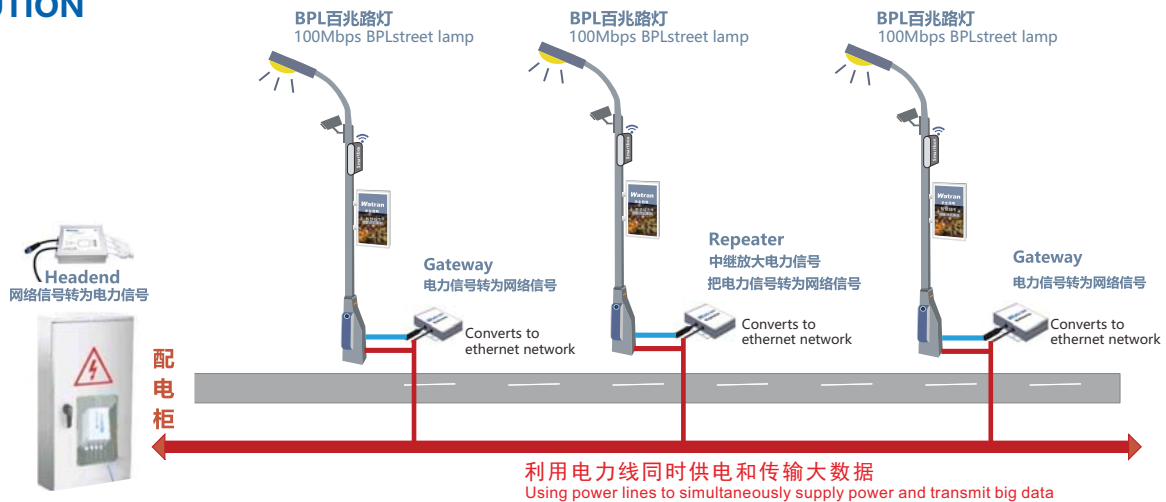 UTION
BPL百兆路灯
100Mbps BPLstreet lamp
BPL百兆路灯
100Mbps BPLstreet lamp
BPL百兆路灯
100Mbps BPLstreet lamp
Watran
Watran
Watran
Headend
网络信号转为电力信号
Gateway
电力信号转为网络信号
Converts to
ethernet network
Repeater
中继放大电力信号
把电力信号转为网络信号
Converts to
ethernet network
Gateway
电力信号转为网络信号
Converts to
ethernet network
配
电
柜
利用电力线同时供电和传输大数据
Using power lines to simultaneously supply power and transmit big data